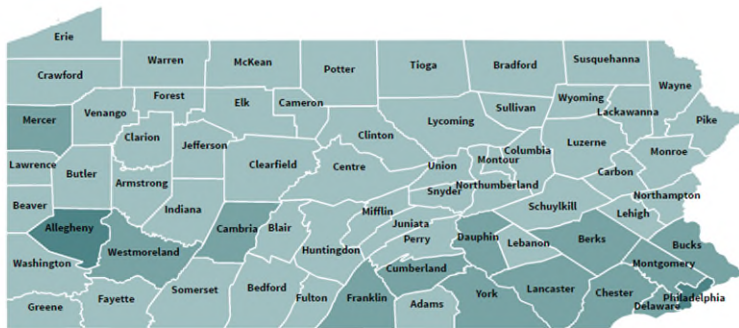 Erie
Crawford
Warren
McKean
Potter
Tioga
Bradford
Susquehanna
Wayne
Forest
Elk
Cameron
Sullivan
Wyoming
Lackawanna
Pike
Mercer
Venango
Clarion
Jefferson
Clinton
Lycoming
Columbia
Luzerne
Monroe
Lawrence
Butler
Armstrong
Clearfield
Centre
Union
Montour
Carbon
Snyder
Northumberland
Northampton
Beaver
Indiana
Mifflin
Juniata
Schuylkill
Lehigh
Allegheny
Westmoreland
Cambria
Blair
Huntingdon
Perry
Dauphin
Lebanon
Berks
Bucks
Washington
Cumberland
Montgomery
Greene
Fayette
Somerset
Bedford
Fulton
Franklin
Adams
York
Lancaster
Chester
Delaware
Philadelphia